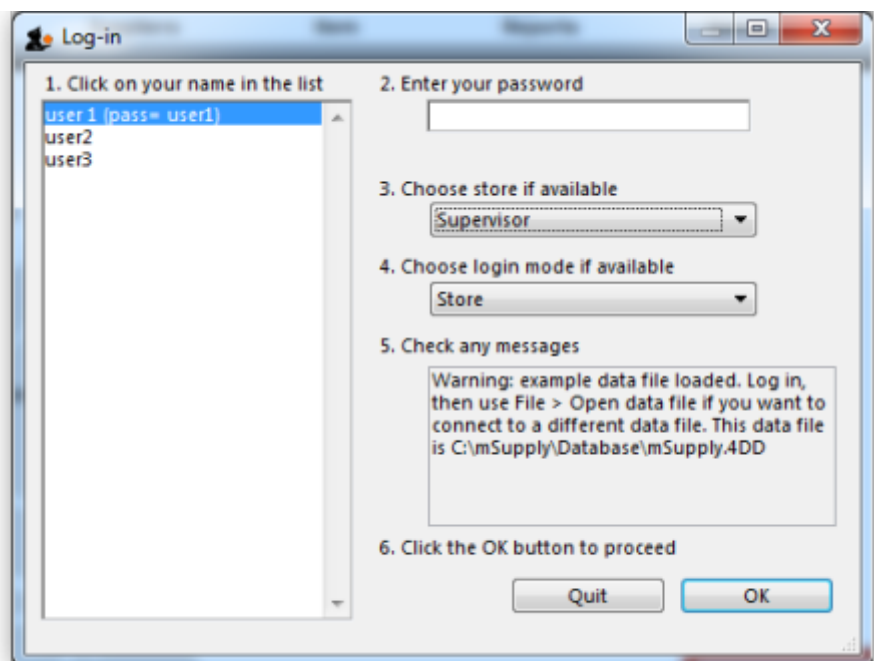 Log-in
1. Click on your name in the list
user 1 (pass= user1)
user2
user3
2. Enter your password
3. Choose store if available
Supervisor
4. Choose login mode if available
Store
5. Check any messages
Warning: example data file loaded. Log in,
then use File > Open data file if you want to
connect to a different data file. This data file
is C:\mSupply\Database\mSupply.4DD
6. Click the OK button to proceed
Quit
OK